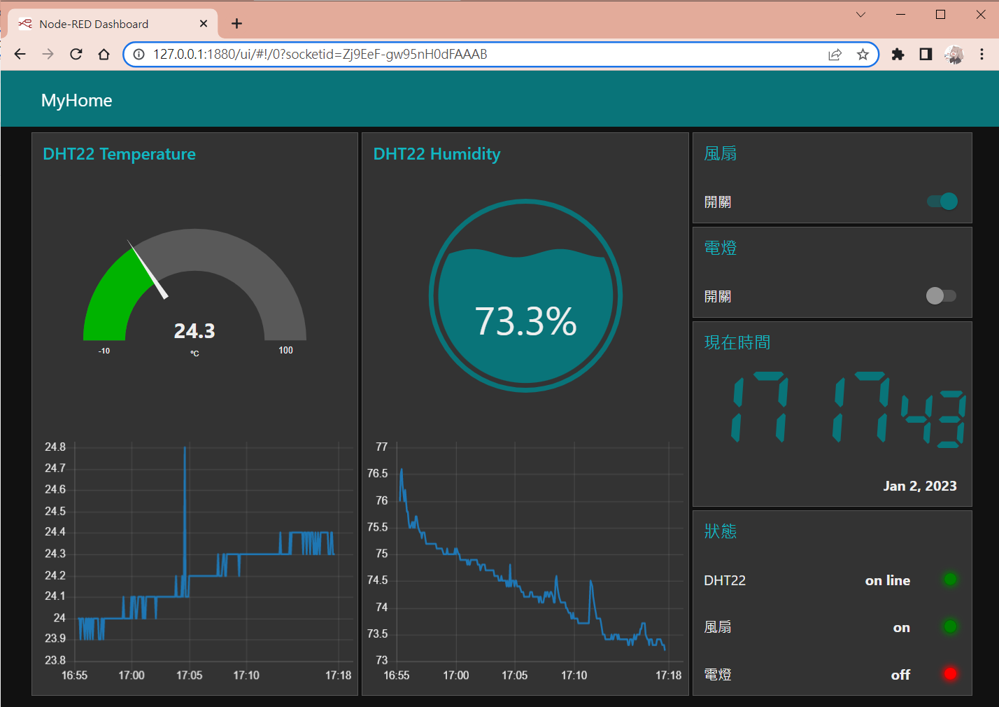 Node-RED Dashboard
127.0.0.1:1880/ui/#!/0?socketid=Zj9EeF-gw95nH0dFAAAB
MyHome
DHT22 Temperature
24.3
°C
-10
100
24.8
24.7
24.6
24.5
24.4
24.3
24.2
24.1
24
23.9
23.8
16:55 17:00 17:05 17:10 17:18
DHT22 Humidity
73.3%
77
76.5
76
75.5
75
74.5
74
73.5
73
16:55 17:00 17:05 17:10 17:18
風扇
開關
電燈
開關
現在時間
17 17 43
Jan 2, 2023
狀態
DHT22 on line
風扇 on
電燈 off